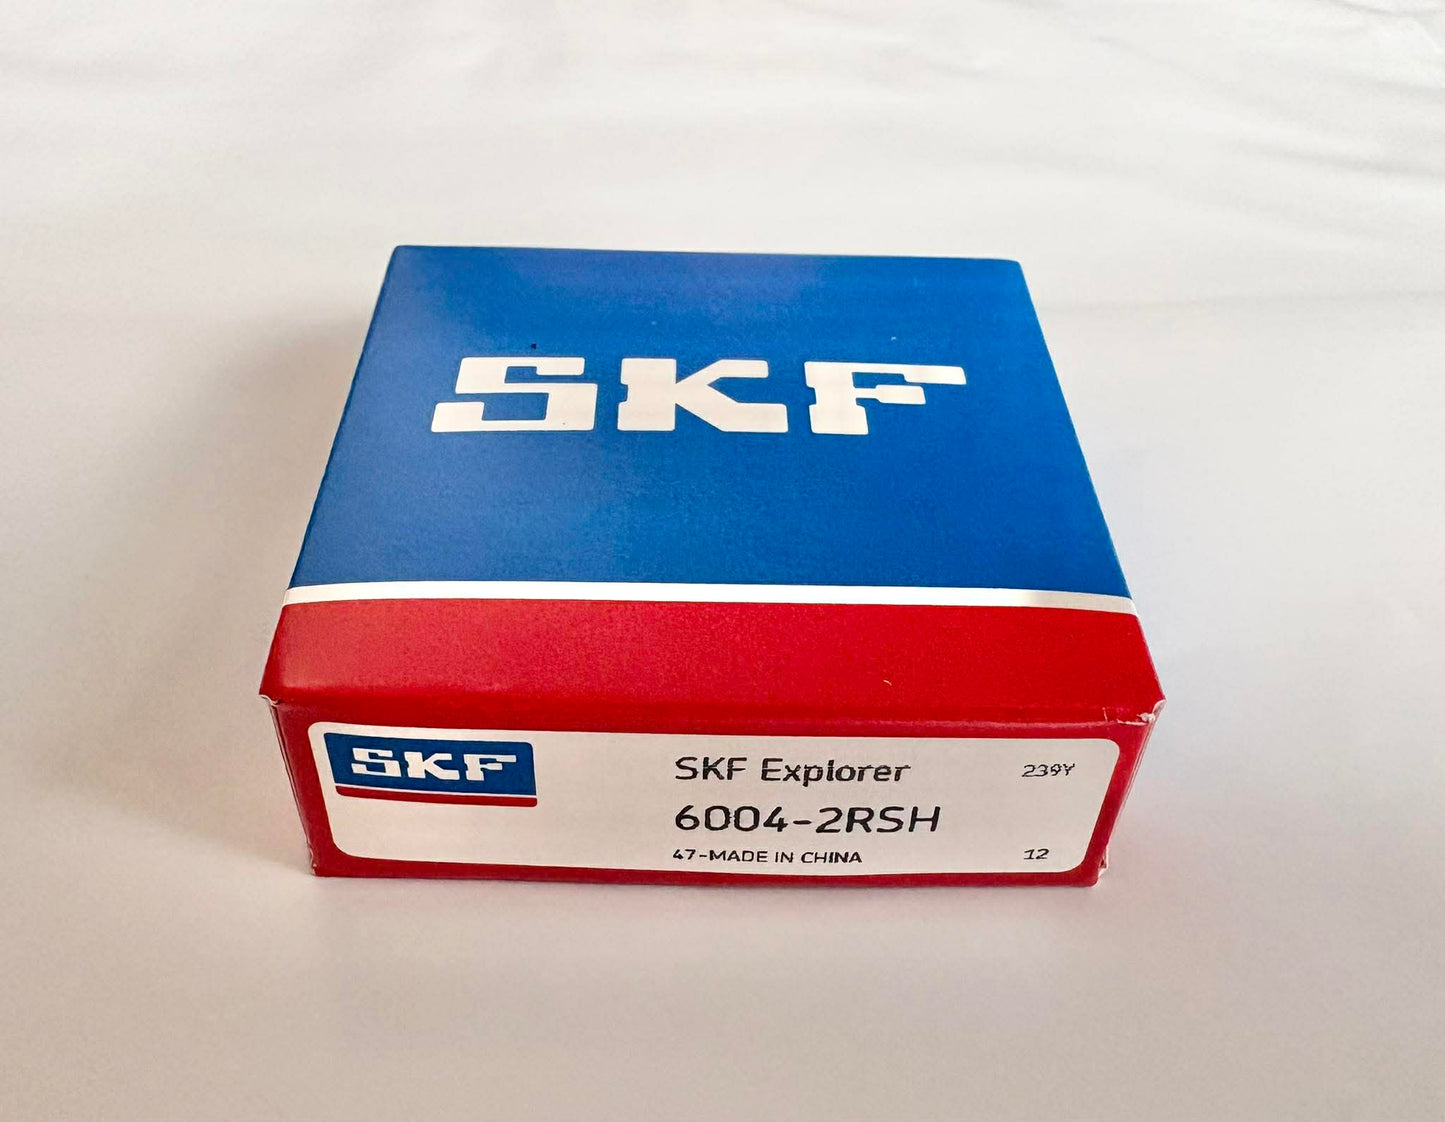 SKF
SKF
SKF Explorer
239Y
6004-2RSH
47-MADE IN CHINA
12